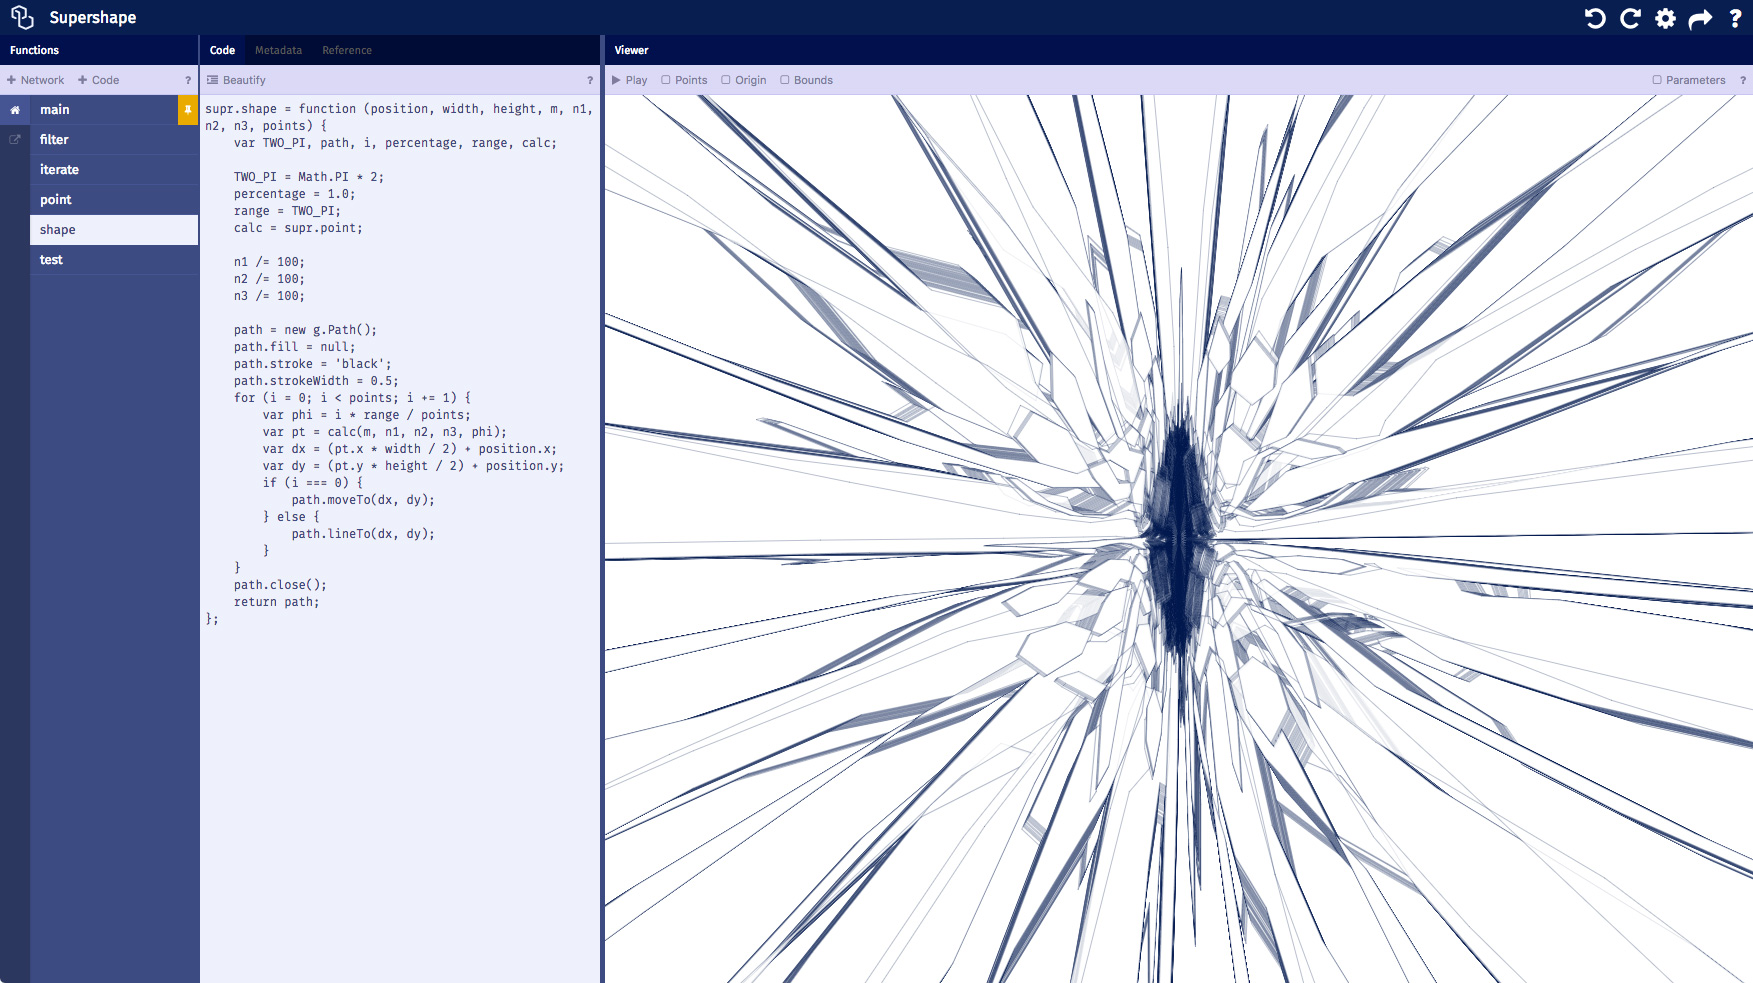 Supershape
?
Functions
Code Metadata Reference
Viewer
+ Network + Code ?
Beautify ?
Play Points Origin Bounds Parameters ?
main
filter
iterate
point
shape
test
supr.shape = function (position, width, height, m, n1,
n2, n3, points) {
    var TWO_PI, path, i, percentage, range, calc;
    TWO_PI = Math.PI * 2;
    percentage = 1.0;
    range = TWO_PI;
    calc = supr.point;
    n1 /= 100;
    n2 /= 100;
    n3 /= 100;
    path = new g.Path();
    path.fill = null;
    path.stroke = 'black';
    path.strokeWidth = 0.5;
    for (i = 0; i < points; i += 1) {
        var phi = i * range / points;
        var pt = calc(m, n1, n2, n3, phi);
        var dx = (pt.x * width / 2) + position.x;
        var dy = (pt.y * height / 2) + position.y;
        if (i === 0) {
            path.moveTo(dx, dy);
        } else {
            path.lineTo(dx, dy);
        }
    }
    path.close();
    return path;
};